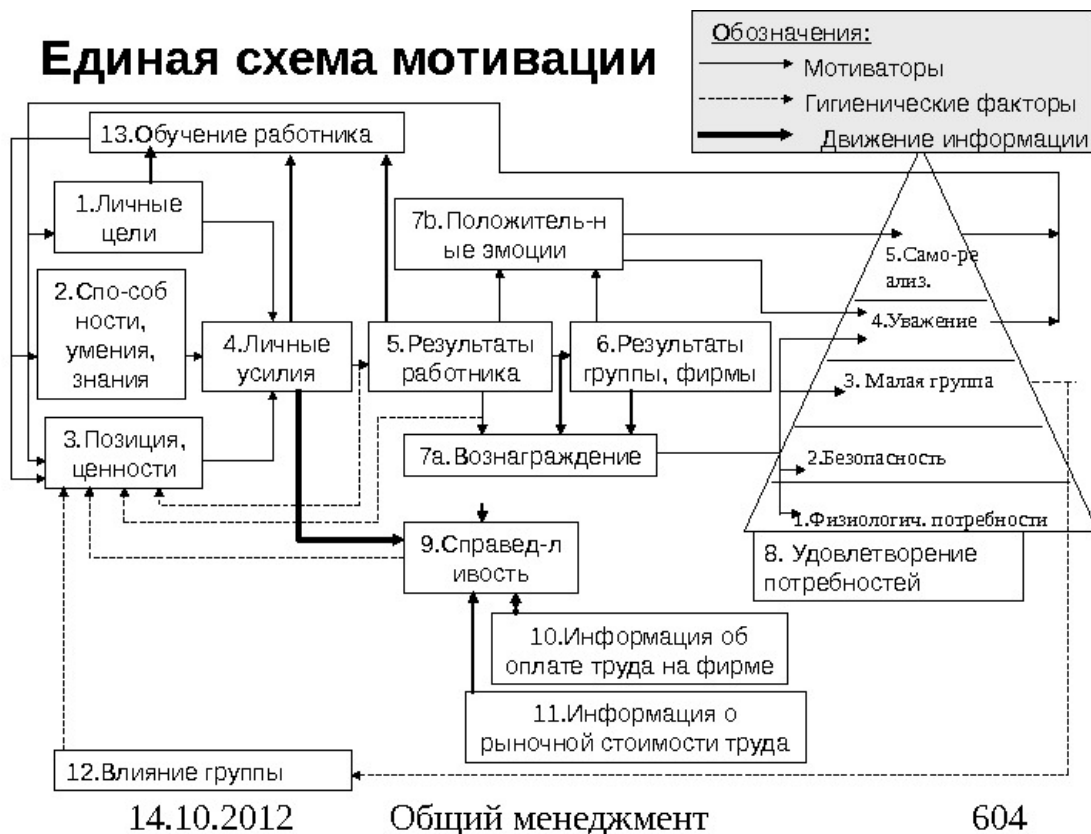 Единая схема мотивации
Обозначения:
Мотиваторы
Гигиенические факторы
Движение информации
13.Обучение работника
1.Личные
цели
7b.Положитель-н
ые эмоции
5.Само-ре
ализ.
2.Спо-соб
ности,
умения,
знания
4.Личные
усилия
5.Результаты
работника
6.Результаты
группы, фирмы
4.Уважение
3. Малая группа
3.Позиция,
ценности
7а.Вознаграждение
2.Безопасность
1.Физиологич. потребности
9.Справед-л
ивость
8. Удовлетворение
потребностей
10.Информация об
оплате труда на фирме
11.Информация о
рыночной стоимости труда
12.Влияние группы
14.10.2012
Общий менеджмент
604